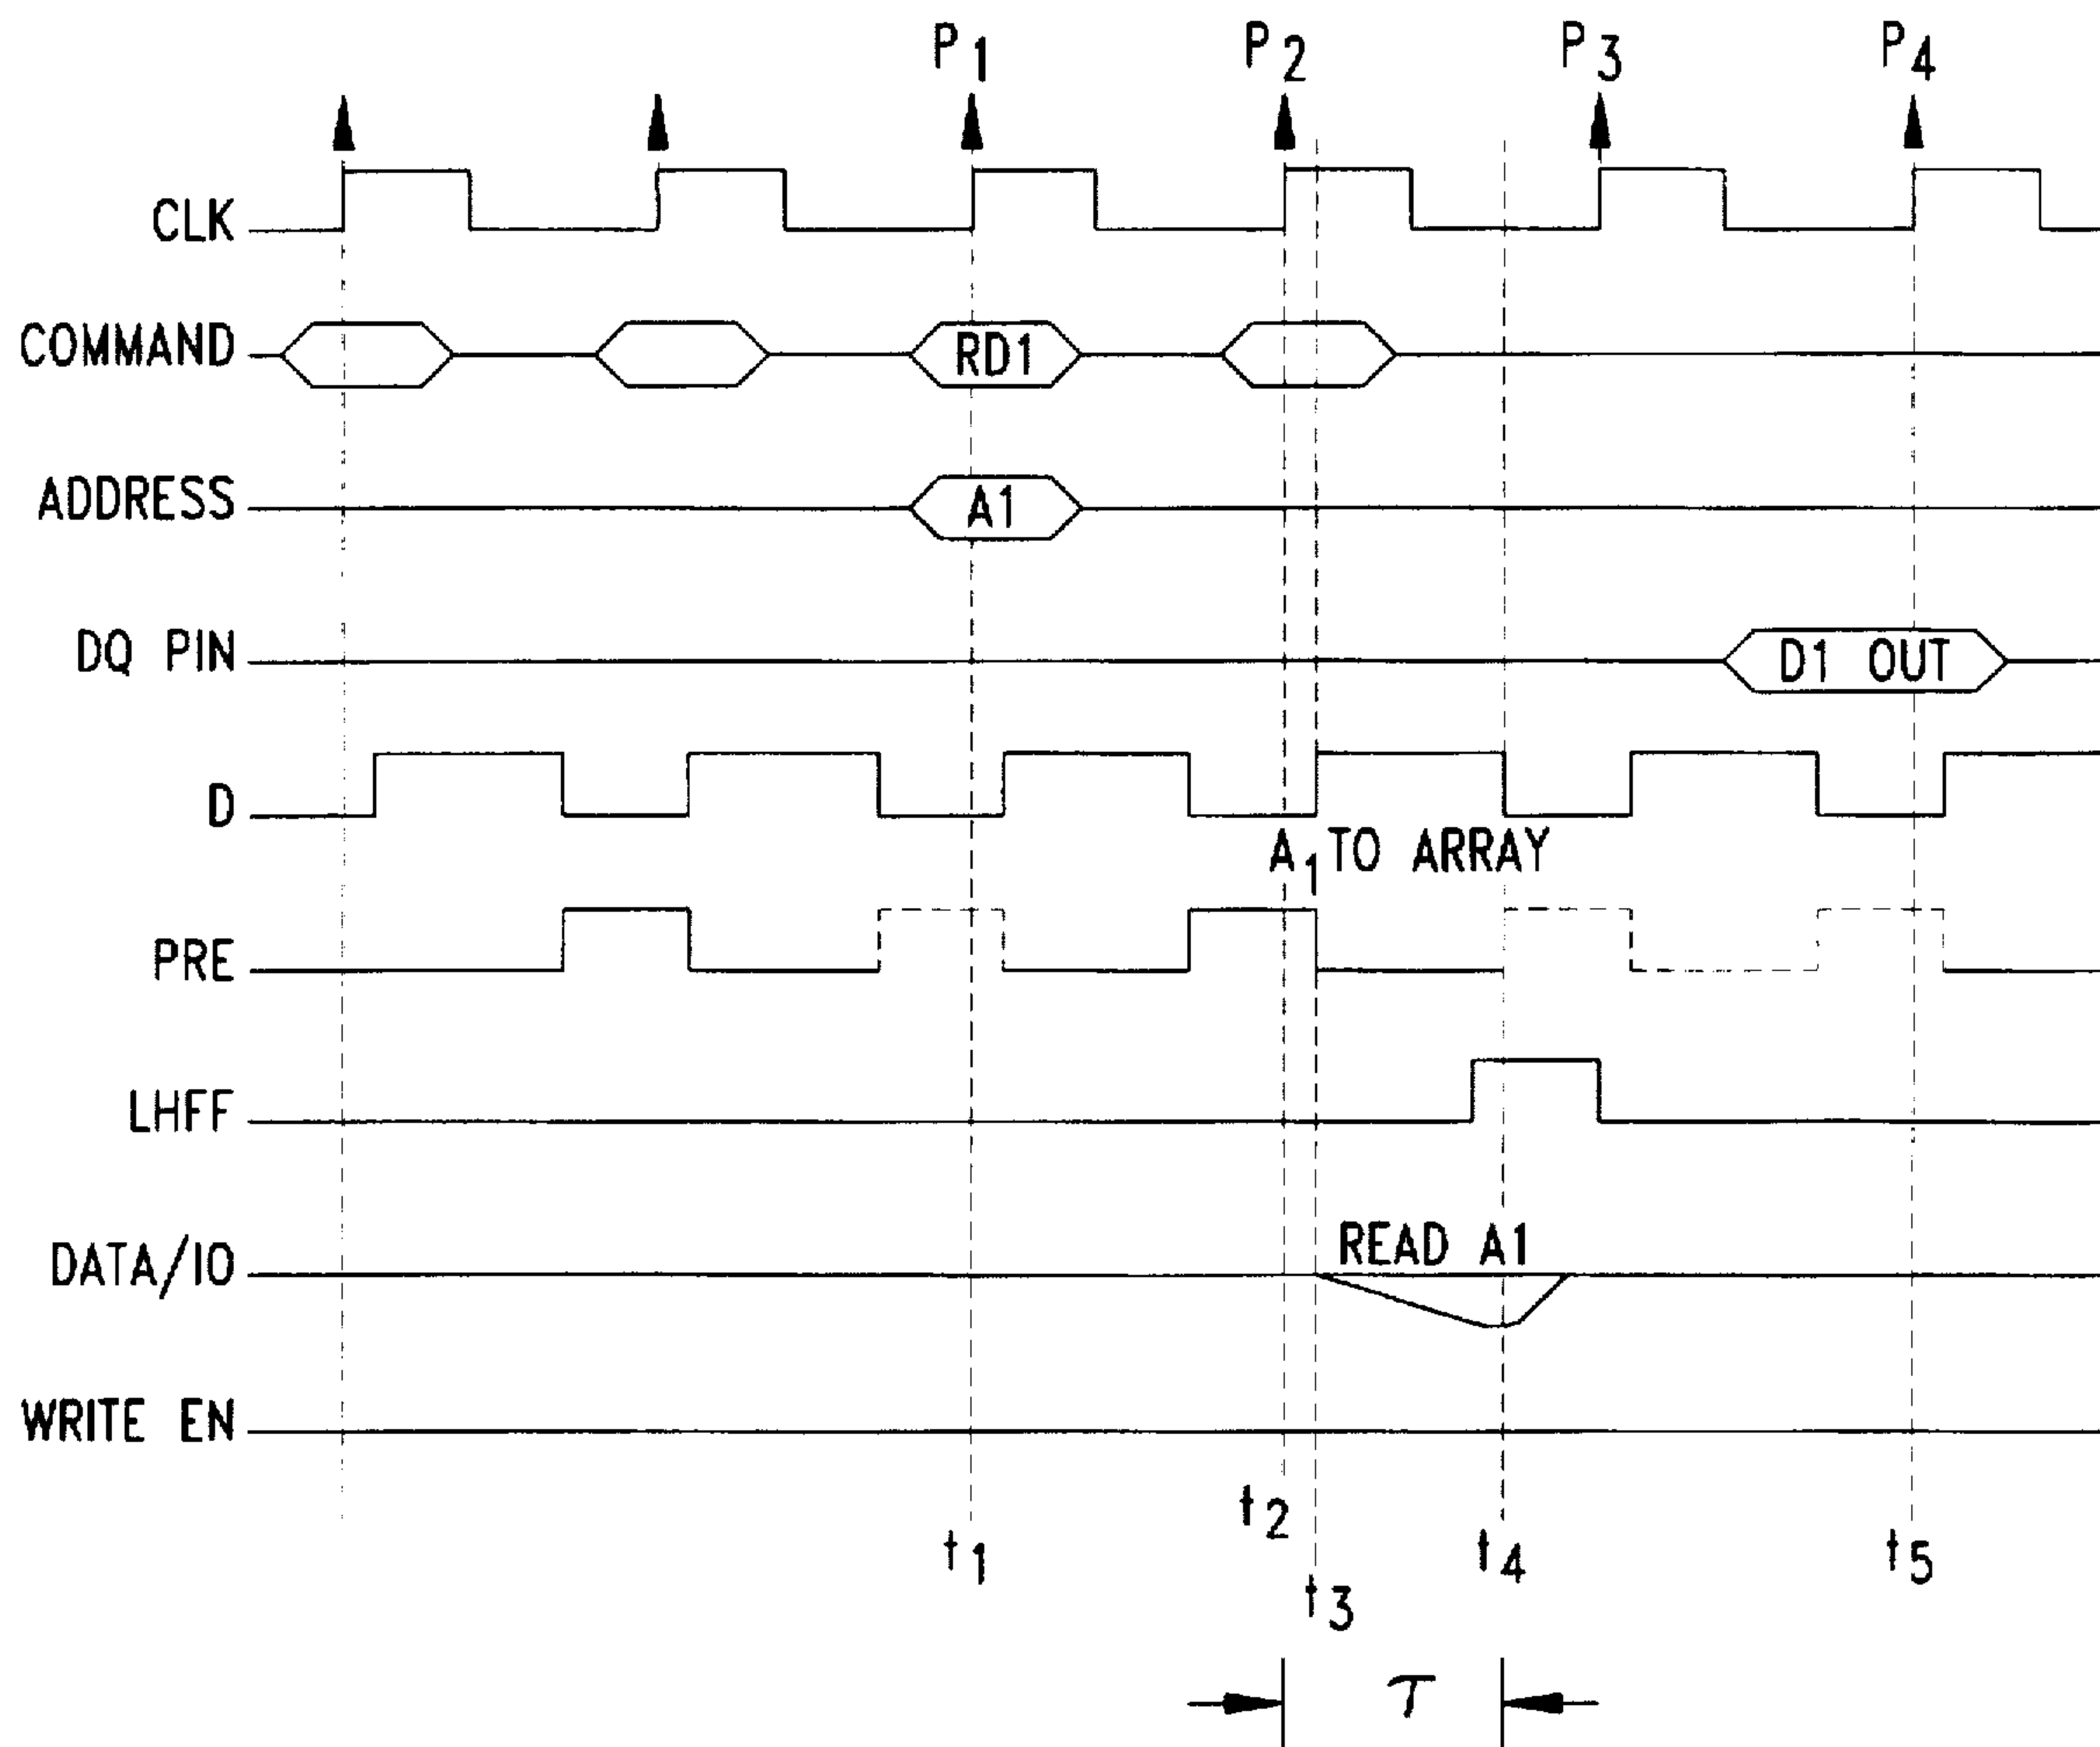 P1 P2 P3 P4
CLK
COMMAND RD1
ADDRESS A1
DQ PIN D1 OUT
D
A1 TO ARRAY
PRE
LHFF
READ A1
DATA/IO
WRITE EN
t2
t1 t4 t5
t3
τ